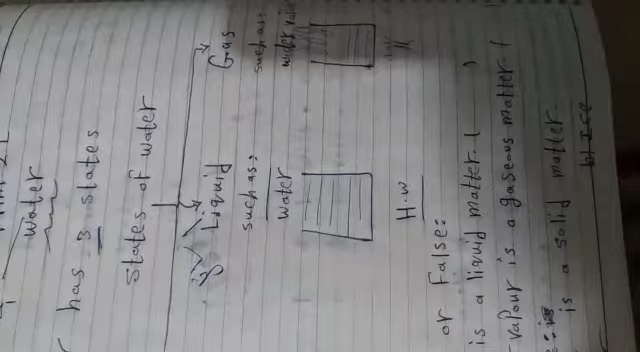 Water
has 3 states
states of water
Liquid Gas
such as: such as:
water water
H.w
or False:
is a liquid matter. ( )
vapour is a gaseous matter. (
is a solid matter
b) Ice